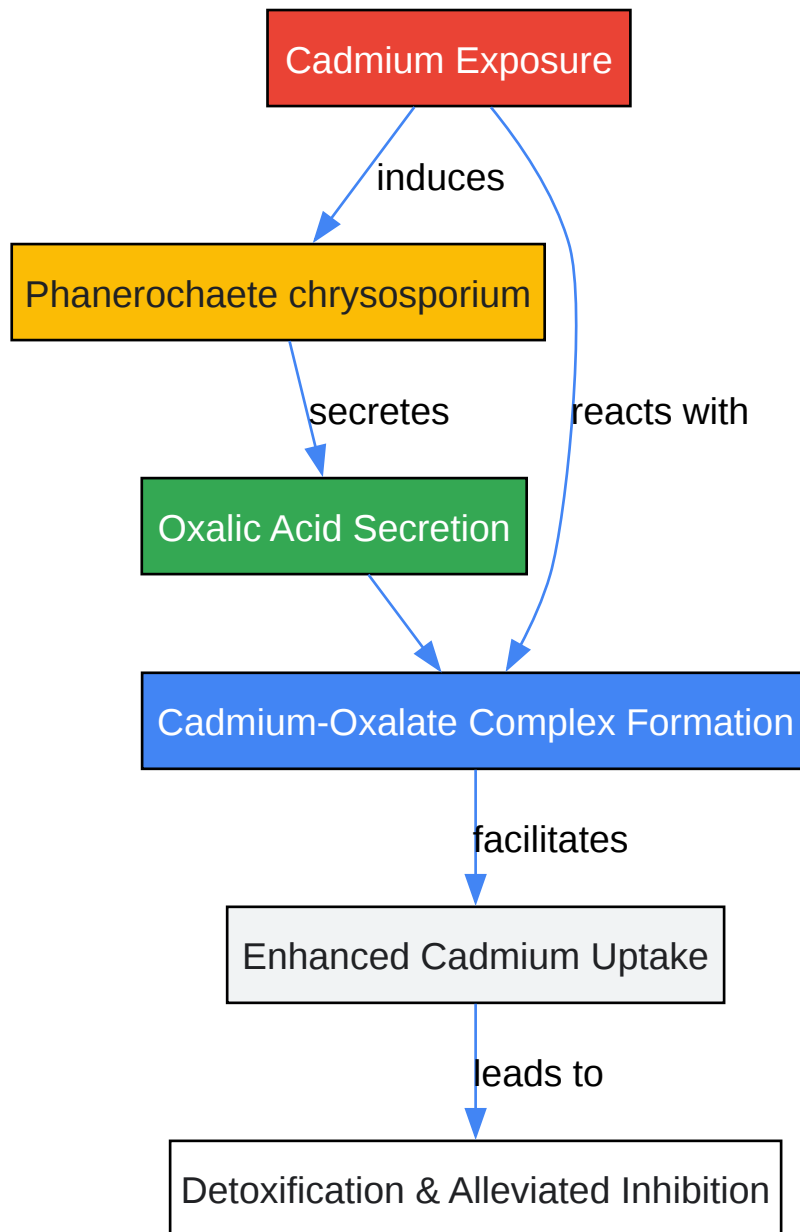 Cadmium Exposure
induces
Phanerochaete chrysosporium
secretes
reacts with
Oxalic Acid Secretion
Cadmium-Oxalate Complex Formation
facilitates
Enhanced Cadmium Uptake
leads to
Detoxification & Alleviated Inhibition